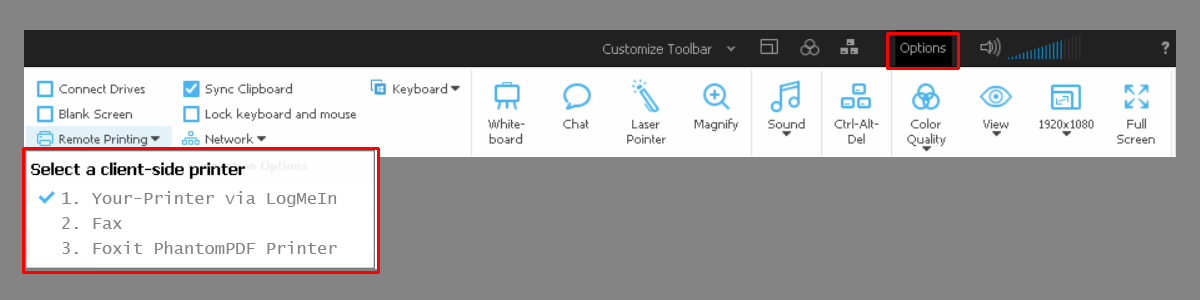 Customize Toolbar
Options
?
Connect Drives
Sync Clipboard
Keyboard
Blank Screen
Lock keyboard and mouse
Remote Printing
Network
White-
board
Chat
Laser
Pointer
Magnify
Sound
Ctrl-Alt-
Del
Color
Quality
View
1920x1080
Full
Screen
Select a client-side printer
1. Your-Printer via LogMeIn
2. Fax
3. Foxit PhantomPDF Printer